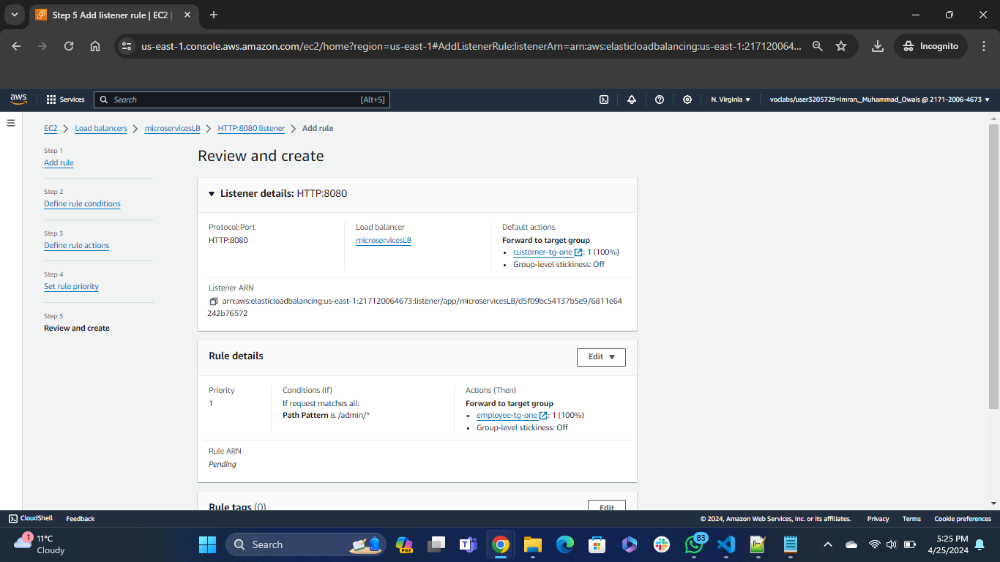 Step 5 Add listener rule | EC2 |
us-east-1.console.aws.amazon.com/ec2/home?region=us-east-1#AddListenerRule:listenerArn=arn:aws:elasticloadbalancing:us-east-1:217120064...
Incognito
aws
Services
Search
[Alt+S]
N. Virginia
voclabs/user3205729=Imran,_Muhammad_Owais @ 2171-2006-4673
EC2
Load balancers
microservicesLB
HTTP:8080 listener
Add rule
Step 1
Add rule
Step 2
Define rule conditions
Step 3
Define rule actions
Step 4
Set rule priority
Step 5
Review and create
Review and create
Listener details: HTTP:8080
Protocol:Port
HTTP:8080
Load balancer
microservicesLB
Default actions
Forward to target group
• customer-tg-one : 1 (100%)
• Group-level stickiness: Off
Listener ARN
arn:aws:elasticloadbalancing:us-east-1:217120064673:listener/app/microservicesLB/d5f09bc54137b5e9/6811e64
242b76572
Rule details
Edit
Priority
1
Conditions (If)
If request matches all:
Path Pattern is /admin/*
Actions (Then)
Forward to target group
• employee-tg-one : 1 (100%)
• Group-level stickiness: Off
Rule ARN
Pending
Rule tags (0)
Edit
CloudShell
Feedback
© 2024, Amazon Web Services, Inc. or its affiliates.
Privacy
Terms
Cookie preferences
1
11°C
Cloudy
Search
PRE
83
5:25 PM
4/25/2024